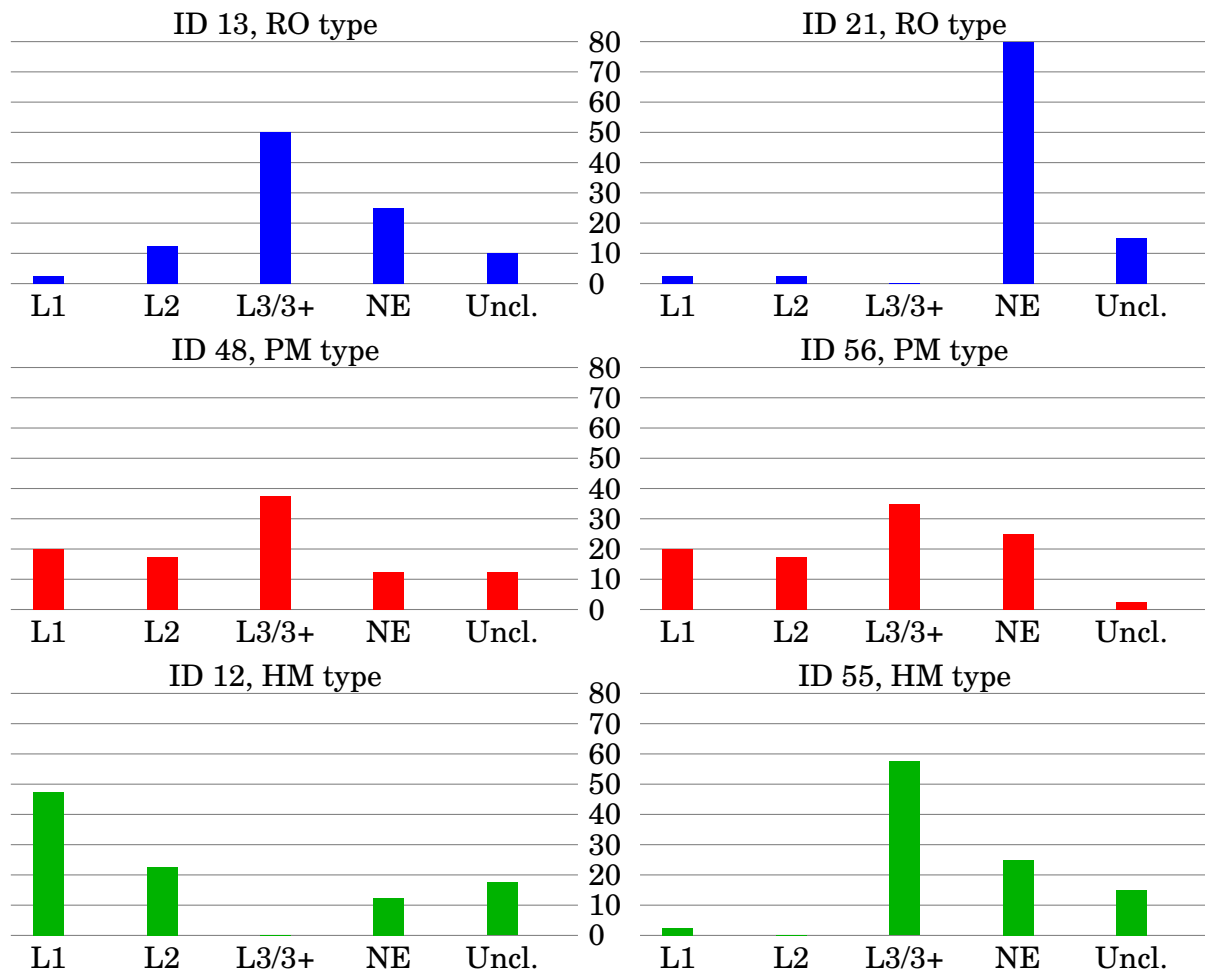 ID 13, RO type
ID 21, RO type
80
70
60
50
40
30
20
10
0
L1 L2 L3/3+ NE Uncl.
L1 L2 L3/3+ NE Uncl.
ID 48, PM type
ID 56, PM type
80
70
60
50
40
30
20
10
0
L1 L2 L3/3+ NE Uncl.
L1 L2 L3/3+ NE Uncl.
ID 12, HM type
ID 55, HM type
80
70
60
50
40
30
20
10
0
L1 L2 L3/3+ NE Uncl.
L1 L2 L3/3+ NE Uncl.